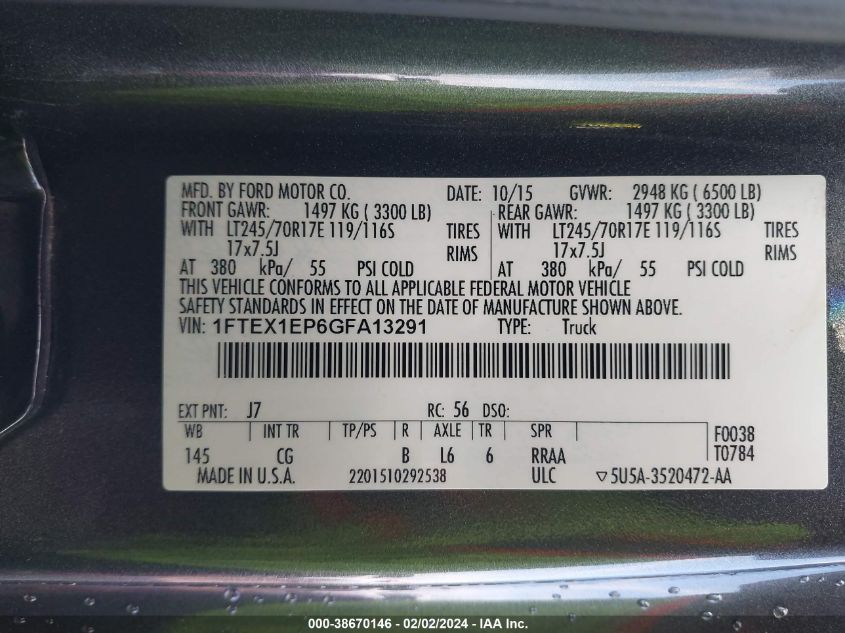 MFD. BY FORD MOTOR CO. DATE: 10/15 GVWR: 2948 KG ( 6500 LB)
FRONT GAWR: 1497 KG ( 3300 LB) REAR GAWR: 1497 KG ( 3300 LB)
WITH LT245/70R17E 119/116S TIRES WITH LT245/70R17E 119/116S TIRES
17x7.5J RIMS 17x7.5J RIMS
AT 380 kPa/ 55 PSI COLD AT 380 kPa/ 55 PSI COLD
THIS VEHICLE CONFORMS TO ALL APPLICABLE FEDERAL MOTOR VEHICLE
SAFETY STANDARDS IN EFFECT ON THE DATE OF MANUFACTURE SHOWN ABOVE.
VIN: 1FTEX1EP6GFA13291 TYPE: Truck
EXT PNT: J7 RC: 56 DSO:
WB INT TR TP/PS R AXLE TR SPR F0038
145 CG B L6 6 RRAA T0784
MADE IN U.S.A. 2201510292538 ULC ▽5U5A-3520472-AA
000-38670146 - 02/02/2024 - IAA Inc.